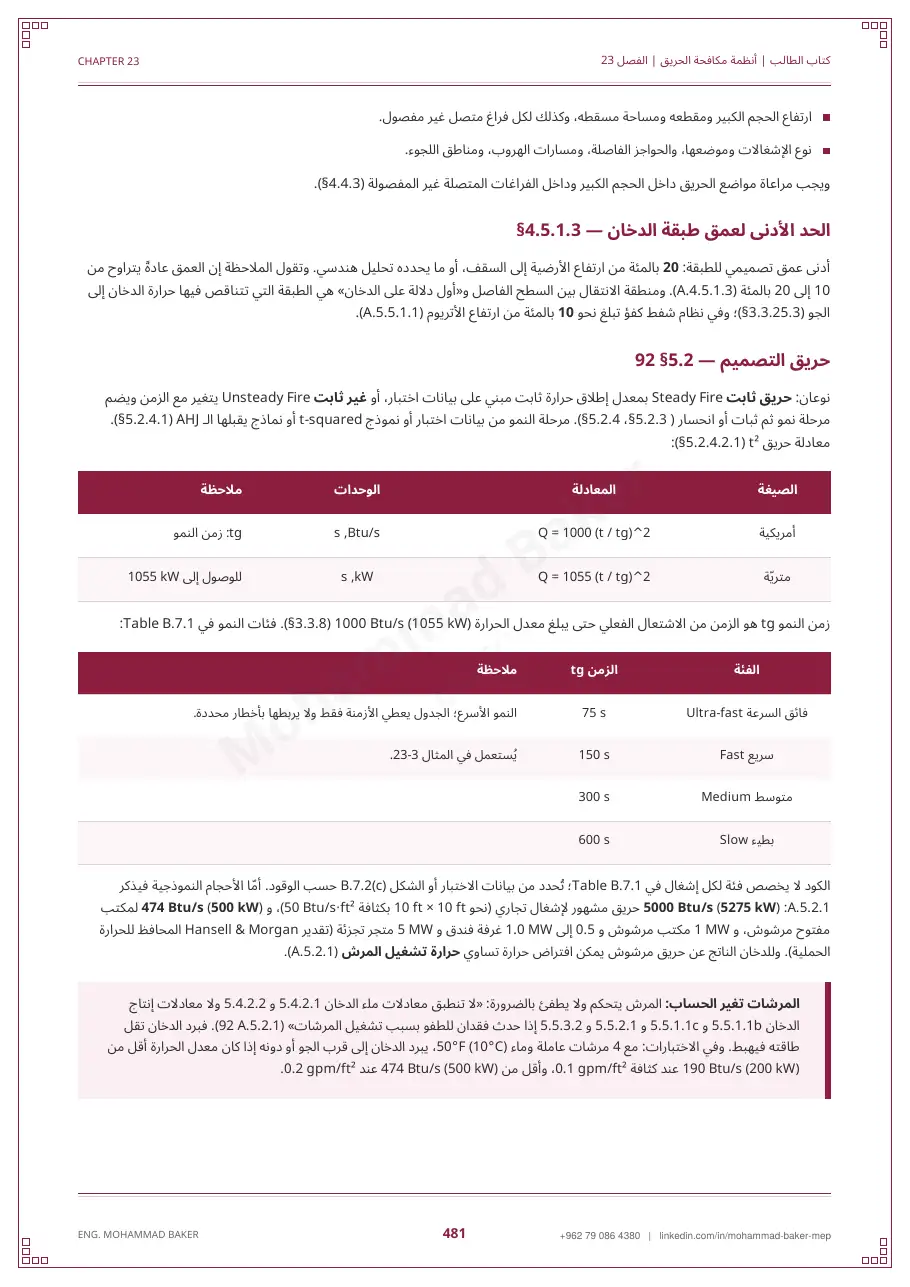 كتاب الطالب | أنظمة مكافحة الحريق | الفصل 23
CHAPTER 23
ارتفاع الحجم الكبير ومقطعه ومساحة مسقطه، وكذلك لكل فراغ متصل غير مفصول.
نوع الإشغالات وموضعها، والحواجز الفاصلة، ومسارات الهروب، ومناطق اللجوء.
ويجب مراعاة مواضع الحريق داخل الحجم الكبير وداخل الفراغات المتصلة غير المفصولة (§4.4.3).
الحد الأدنى لعمق طبقة الدخان — §4.5.1.3
أدنى عمق تصميمي للطبقة: 20 بالمئة من ارتفاع الأرضية إلى السقف، أو ما يحدده تحليل هندسي. وتقول الملاحظة إن العمق عادةً يتراوح من
10 إلى 20 بالمئة (A.4.5.1.3). ومنطقة الانتقال بين السطح الفاصل و«أول دلالة على الدخان» هي الطبقة التي تتناقص فيها حرارة الدخان إلى
الجو (§3.3.25.3)؛ وفي نظام شفط كفؤ تبلغ نحو 10 بالمئة من ارتفاع الأتريوم (A.5.5.1.1).
حريق التصميم — 92 §5.2
نوعان: حريق ثابت Steady Fire بمعدل إطلاق حرارة ثابت مبني على بيانات اختبار، أو غير ثابت Unsteady Fire يتغير مع الزمن ويضم
مرحلة نمو ثم ثبات أو انحسار ( §5.2.3، §5.2.4). مرحلة النمو من بيانات اختبار أو نموذج t-squared أو نماذج يقبلها الـ AHJ (§5.2.4.1).
معادلة حريق t² (§5.2.4.2.1):
الصيغة المعادلة الوحدات ملاحظة
أمريكية Q = 1000 (t / tg)^2 s ,Btu/s tg: زمن النمو
متريّة Q = 1055 (t / tg)^2 s ,kW للوصول إلى 1055 kW
زمن النمو tg هو الزمن من الاشتعال الفعلي حتى يبلغ معدل الحرارة 1000 Btu/s (1055 kW) (§3.3.8). فئات النمو في Table B.7.1:
الفئة الزمن tg ملاحظة
فائق السرعة Ultra-fast 75 s النمو الأسرع؛ الجدول يعطي الأزمنة فقط ولا يربطها بأخطار محددة.
سريع Fast 150 s يُستعمل في المثال 3-23.
متوسط Medium 300 s
بطيء Slow 600 s
الكود لا يخصص فئة لكل إشغال في Table B.7.1؛ تُحدد من بيانات الاختبار أو الشكل B.7.2(c) حسب الوقود. أمّا الأحجام النموذجية فيذكر
A.5.2.1: 5000 Btu/s (5275 kW) حريق مشهور لإشغال تجاري (نحو 10 ft × 10 ft بكثافة 50 Btu/s·ft²)، و 474 Btu/s (500 kW) لمكتب
مفتوح مرشوش، و 1 MW مكتب مرشوش و 0.5 إلى 1.0 MW غرفة فندق و 5 MW متجر تجزئة (تقدير Hansell & Morgan المحافظ للحرارة
الحملية). وللدخان الناتج عن حريق مرشوش يمكن افتراض حرارة تساوي حرارة تشغيل المرش (A.5.2.1).
المرشات تغير الحساب: المرش يتحكم ولا يطفئ بالضرورة: «لا تنطبق معادلات ملء الدخان 5.4.2.1 و 5.4.2.2 ولا معادلات إنتاج
الدخان 5.5.1.1b و 5.5.1.1c و 5.5.2.1 و 5.5.3.2 إذا حدث فقدان للطفو بسبب تشغيل المرشات» (92 A.5.2.1). فبرد الدخان تقل
طاقته فيهبط. وفي الاختبارات: مع 4 مرشات عاملة وماء 50°F (10°C)، يبرد الدخان إلى قرب الجو أو دونه إذا كان معدل الحرارة أقل من
190 Btu/s (200 kW) عند كثافة 0.1 gpm/ft²، وأقل من 474 Btu/s (500 kW) عند 0.2 gpm/ft².
Mohammad Baker
ENG. MOHAMMAD BAKER
481
+962 79 086 4380 | linkedin.com/in/mohammad-baker-mep